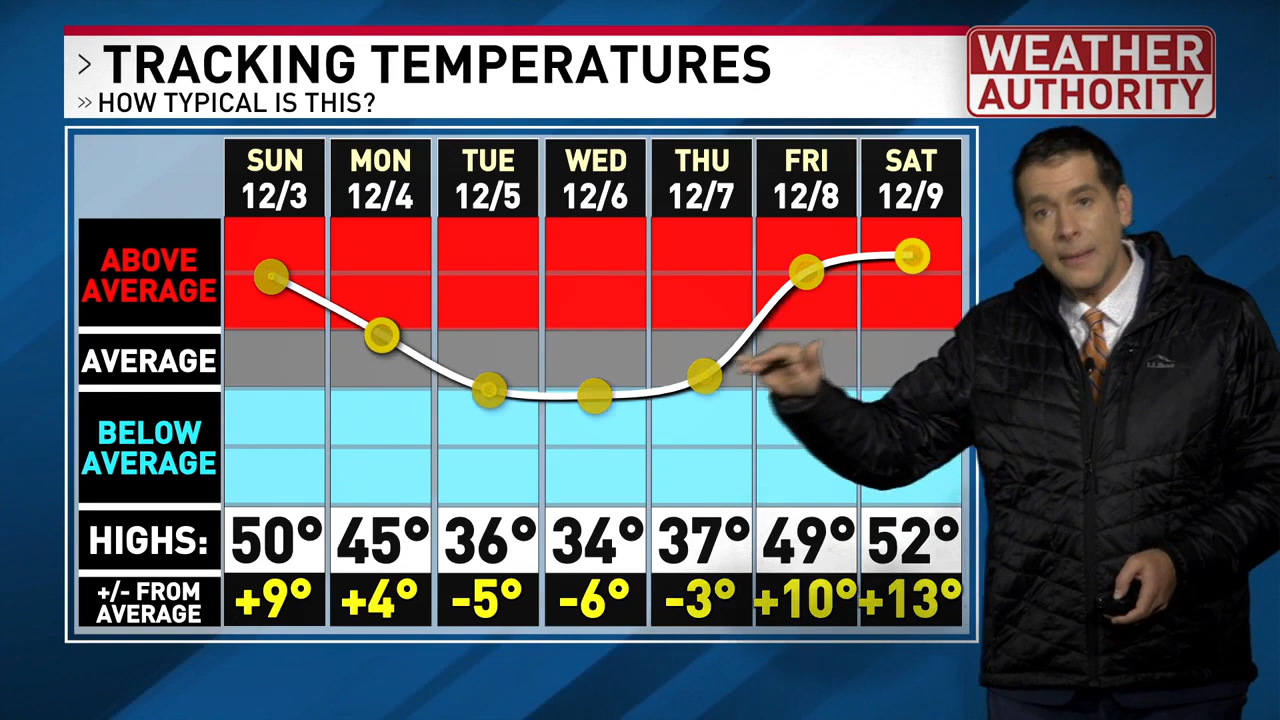 > TRACKING TEMPERATURES
» HOW TYPICAL IS THIS?
WEATHER
AUTHORITY
SUN MON TUE WED THU FRI SAT
12/3 12/4 12/5 12/6 12/7 12/8 12/9
ABOVE
AVERAGE
AVERAGE
BELOW
AVERAGE
HIGHS: 50° 45° 36° 34° 37° 49° 52°
+/- FROM
AVERAGE
+9° +4° -5° -6° -3° +10° +13°